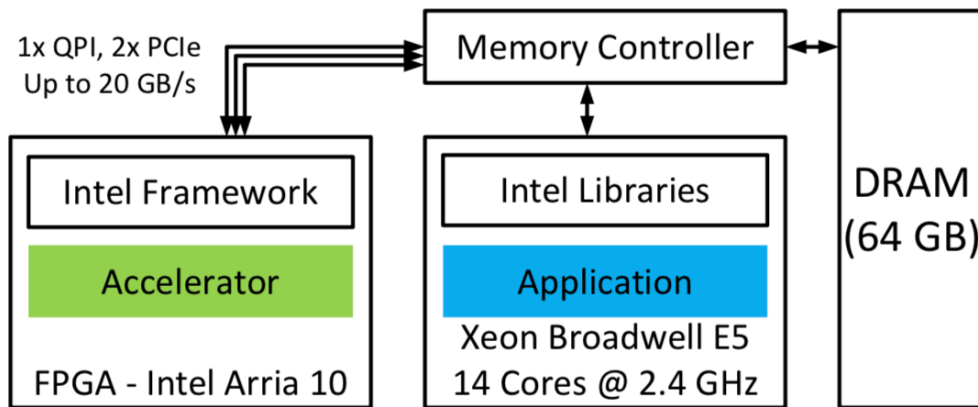 1x QPI, 2x PCIe
Up to 20 GB/s
Memory Controller
Intel Framework
Accelerator
FPGA - Intel Arria 10
Intel Libraries
Application
Xeon Broadwell E5
14 Cores @ 2.4 GHz
DRAM
(64 GB)